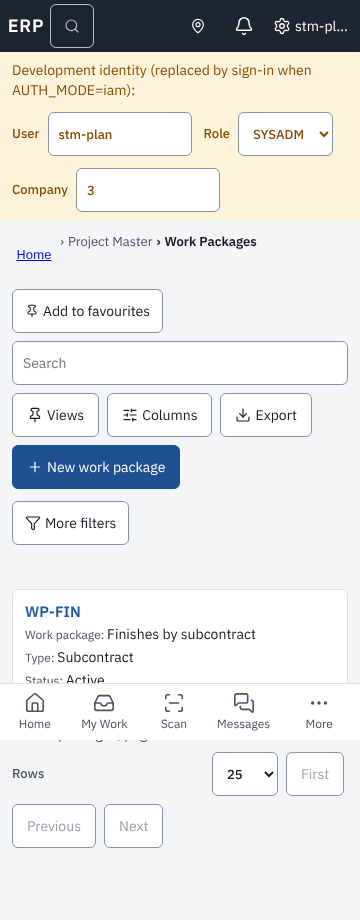 ERP
stm-pl...
Development identity (replaced by sign-in when
AUTH_MODE=iam):
User stm-plan Role SYSADM
Company 3
Home › Project Master › Work Packages
Add to favourites
Search
Views Columns Export
New work package
More filters
WP-FIN
Work package: Finishes by subcontract
Type: Subcontract
Status: Active
Home My Work Scan Messages More
Rows 25 First
Previous Next